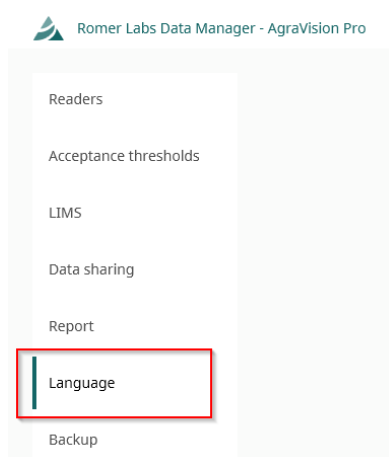 Romer Labs Data Manager - AgraVision Pro
Readers
Acceptance thresholds
LIMS
Data sharing
Report
Language
Backup